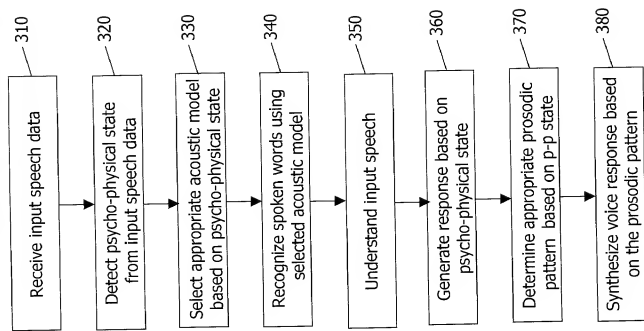 310
Receive input speech data
320
Detect psycho-physical state
from input speech data
330
Select appropriate acoustic model
based on psycho-physical state
340
Recognize spoken words using
selected acoustic model
350
Understand input speech
360
Generate response based on
psycho-physical state
370
Determine appropriate prosodic
pattern based on p-p state
380
Synthesize voice response based
on the prosodic pattern